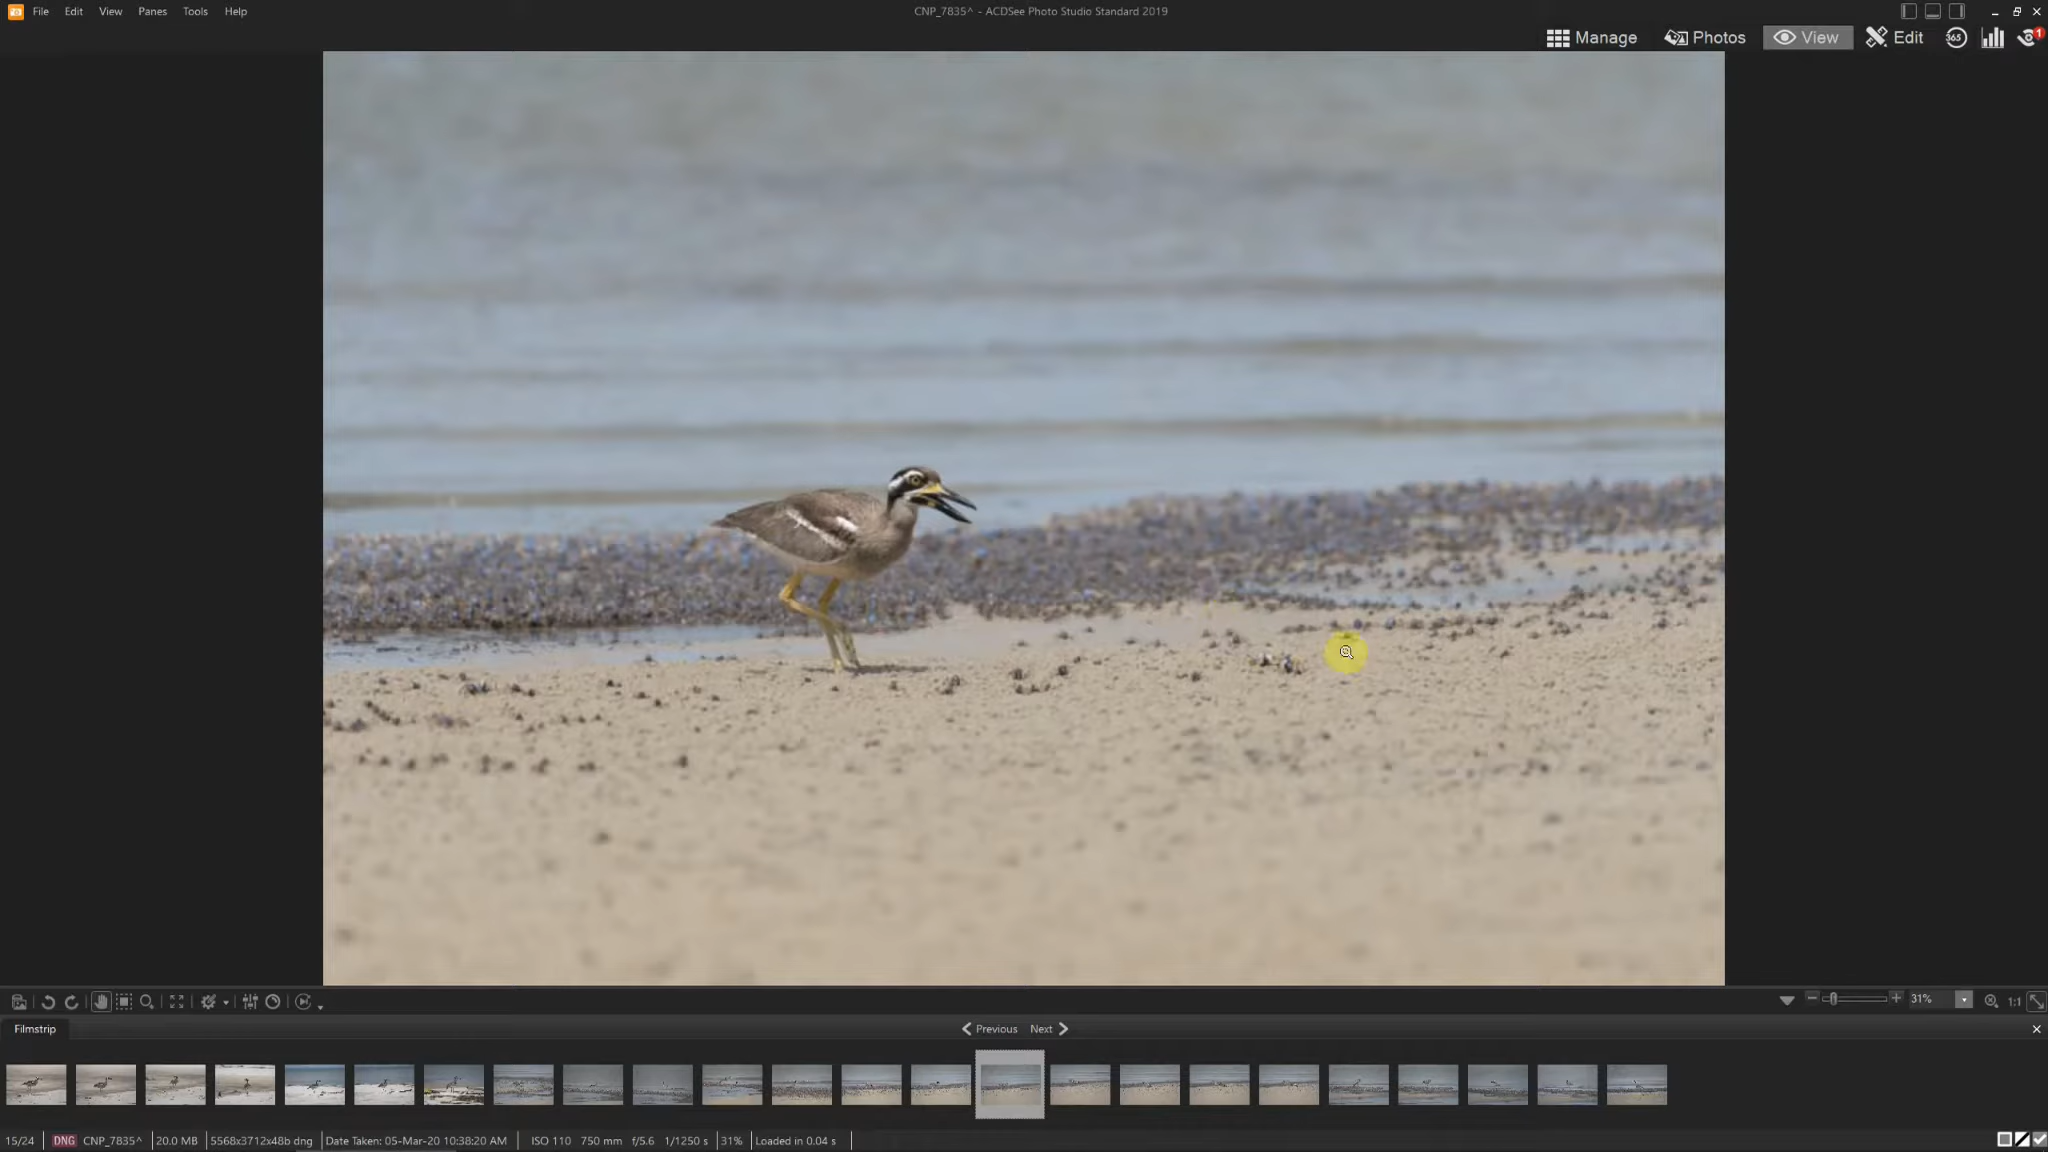 File Edit View Panes Tools Help
CNP_7835^ - ACDSee Photo Studio Standard 2019
Manage Photos View Edit 365 1
31% 1:1
Filmstrip
Previous Next
15/24 DNG CNP_7835^ 20.0 MB 5568x3712x48b dng Date Taken: 05-Mar-20 10:38:20 AM ISO 110 750 mm f/5.6 1/1250 s 31% Loaded in 0.04 s